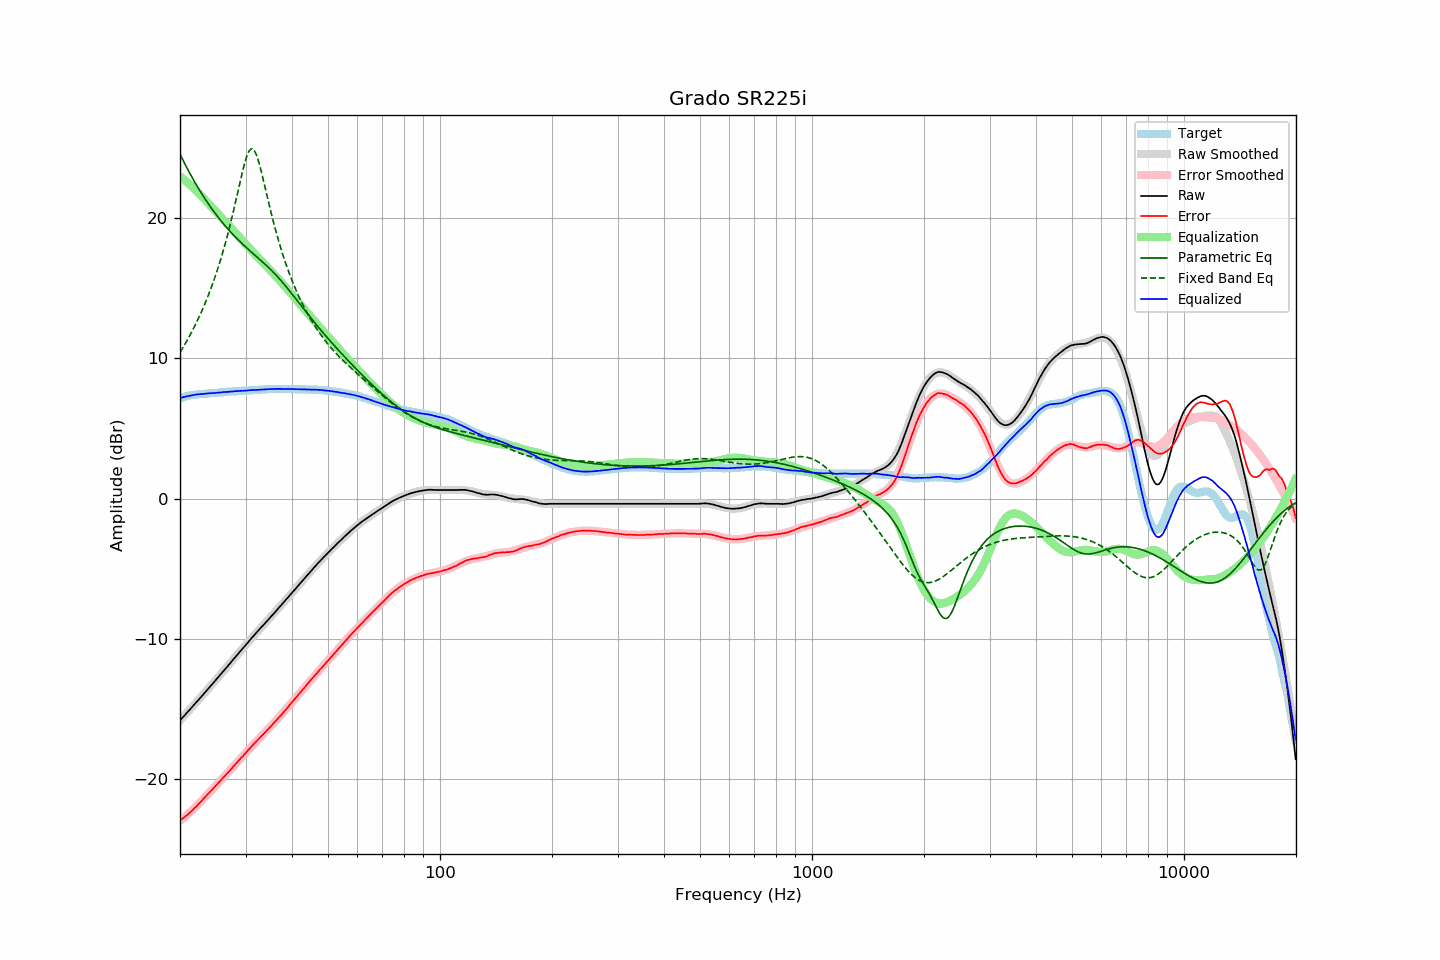 Grado SR225i
Target
Raw Smoothed
Error Smoothed
Raw
Error
Equalization
Parametric Eq
Fixed Band Eq
Equalized
Amplitude (dBr)
20
10
0
−10
−20
100
1000
10000
Frequency (Hz)